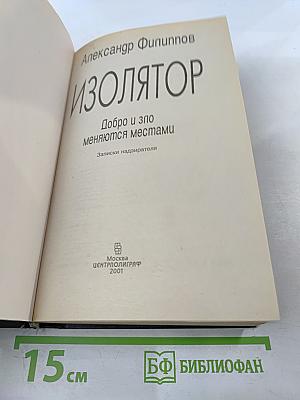 Александр Филиппов
ИЗОЛЯТОР
Добро и зло
меняются местами
Записки надзирателя
Москва
ЦЕНТРПОЛИГРАФ
2001
15 см
БФ БИБЛИОФАН